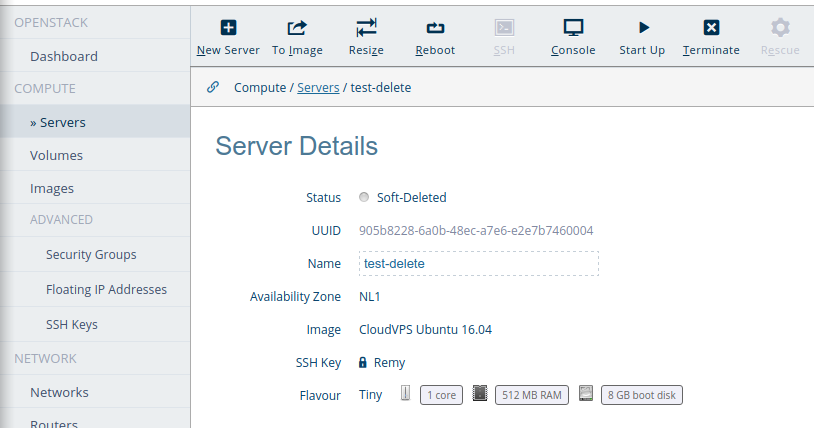 OPENSTACK
Dashboard
COMPUTE
» Servers
Volumes
Images
ADVANCED
Security Groups
Floating IP Addresses
SSH Keys
NETWORK
Networks
Routers
New Server To Image Resize Reboot SSH Console Start Up Terminate Rescue
Compute / Servers / test-delete
Server Details
Status Soft-Deleted
UUID 905b8228-6a0b-48ec-a7e6-e2e7b7460004
Name test-delete
Availability Zone NL1
Image CloudVPS Ubuntu 16.04
SSH Key Remy
Flavour Tiny 1 core 512 MB RAM 8 GB boot disk